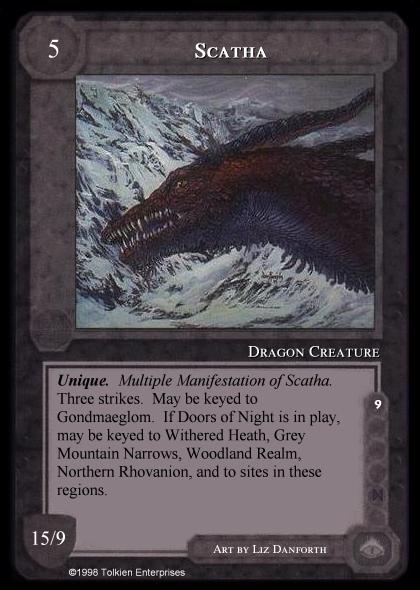 5
SCATHA
DRAGON CREATURE
Unique. Multiple Manifestation of Scatha.
Three strikes. May be keyed to
Gondmaeglom. If Doors of Night is in play,
may be keyed to Withered Heath, Grey
Mountain Narrows, Woodland Realm,
Northern Rhovanion, and to sites in these
regions.
9
15/9
ART BY LIZ DANFORTH
©1998 Tolkien Enterprises